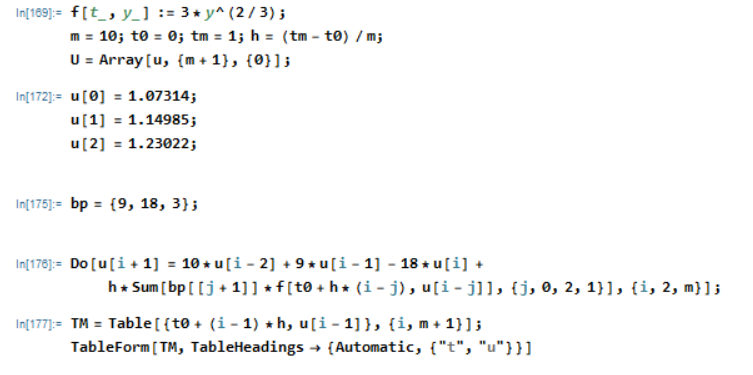 In[169]:= f[t_, y_] := 3 * y^(2 / 3);
m = 10; t0 = 0; tm = 1; h = (tm - t0) / m;
U = Array[u, {m + 1}, {0}];
In[172]:= u[0] = 1.07314;
u[1] = 1.14985;
u[2] = 1.23022;
In[175]:= bp = {9, 18, 3};
In[176]:= Do[u[i + 1] = 10 * u[i - 2] + 9 * u[i - 1] - 18 * u[i] +
h * Sum[bp[[j + 1]] * f[t0 + h * (i - j), u[i - j]], {j, 0, 2, 1}], {i, 2, m}];
In[177]:= TM = Table[{t0 + (i - 1) * h, u[i - 1]}, {i, m + 1}];
TableForm[TM, TableHeadings → {Automatic, {"t", "u"}}]